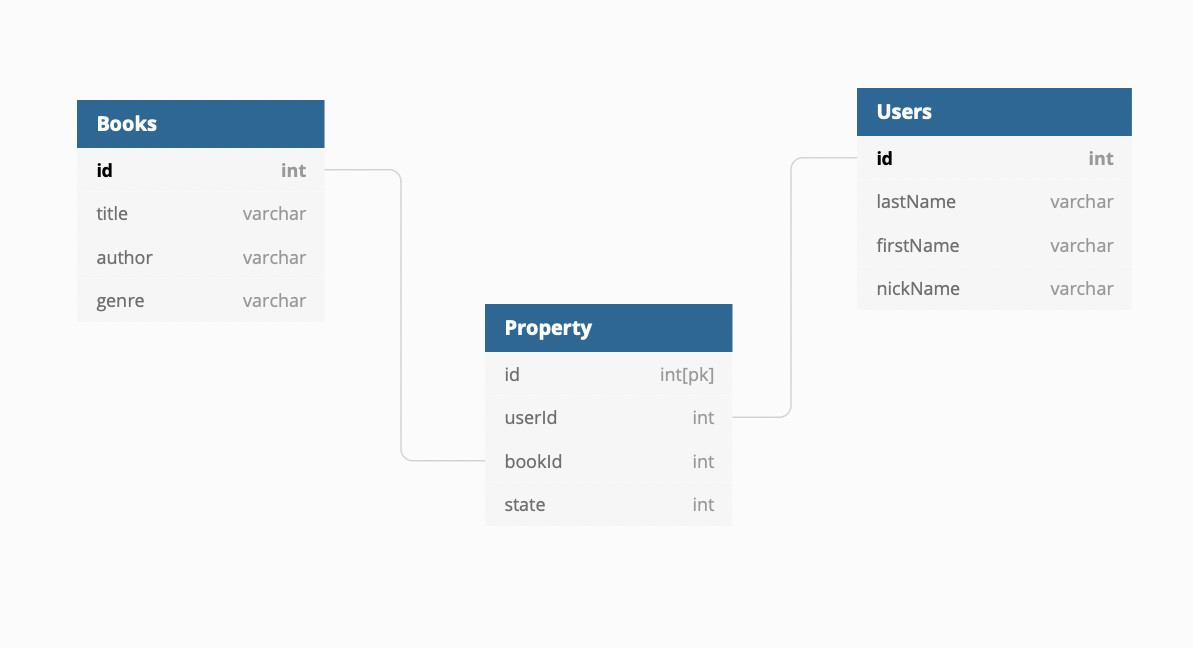 Books
id int
title varchar
author varchar
genre varchar
Users
id int
lastName varchar
firstName varchar
nickName varchar
Property
id int[pk]
userId int
bookId int
state int